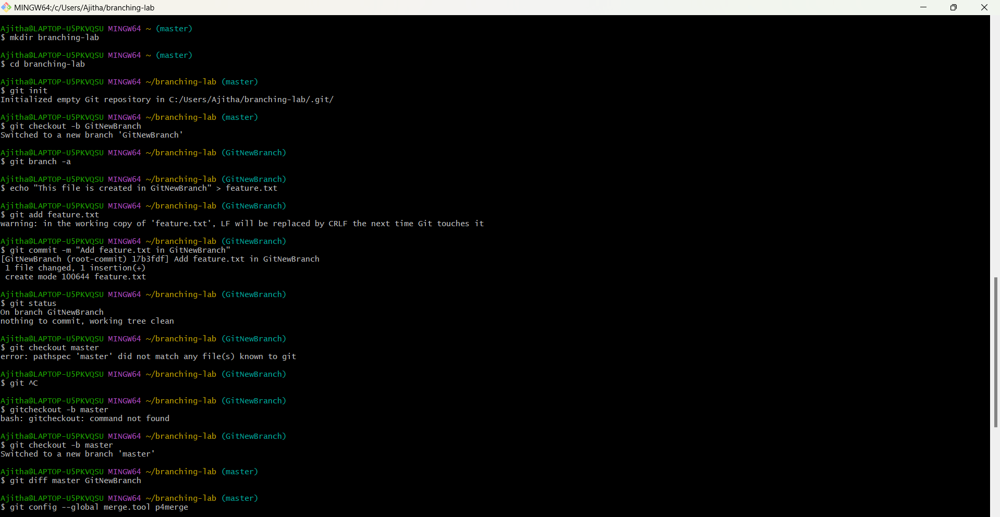 MINGW64:/c/Users/Ajitha/branching-lab
Ajitha@LAPTOP-U5PKVQSU MINGW64 ~ (master)
$ mkdir branching-lab
Ajitha@LAPTOP-U5PKVQSU MINGW64 ~ (master)
$ cd branching-lab
Ajitha@LAPTOP-U5PKVQSU MINGW64 ~/branching-lab (master)
$ git init
Initialized empty Git repository in C:/Users/Ajitha/branching-lab/.git/
Ajitha@LAPTOP-U5PKVQSU MINGW64 ~/branching-lab (master)
$ git checkout -b GitNewBranch
Switched to a new branch 'GitNewBranch'
Ajitha@LAPTOP-U5PKVQSU MINGW64 ~/branching-lab (GitNewBranch)
$ git branch -a
Ajitha@LAPTOP-U5PKVQSU MINGW64 ~/branching-lab (GitNewBranch)
$ echo "This file is created in GitNewBranch" > feature.txt
Ajitha@LAPTOP-U5PKVQSU MINGW64 ~/branching-lab (GitNewBranch)
$ git add feature.txt
warning: in the working copy of 'feature.txt', LF will be replaced by CRLF the next time Git touches it
Ajitha@LAPTOP-U5PKVQSU MINGW64 ~/branching-lab (GitNewBranch)
$ git commit -m "Add feature.txt in GitNewBranch"
[GitNewBranch (root-commit) 17b3fdf] Add feature.txt in GitNewBranch
1 file changed, 1 insertion(+)
create mode 100644 feature.txt
Ajitha@LAPTOP-U5PKVQSU MINGW64 ~/branching-lab (GitNewBranch)
$ git status
On branch GitNewBranch
nothing to commit, working tree clean
Ajitha@LAPTOP-U5PKVQSU MINGW64 ~/branching-lab (GitNewBranch)
$ git checkout master
error: pathspec 'master' did not match any file(s) known to git
Ajitha@LAPTOP-U5PKVQSU MINGW64 ~/branching-lab (GitNewBranch)
$ git ^C
Ajitha@LAPTOP-U5PKVQSU MINGW64 ~/branching-lab (GitNewBranch)
$ gitcheckout -b master
bash: gitcheckout: command not found
Ajitha@LAPTOP-U5PKVQSU MINGW64 ~/branching-lab (GitNewBranch)
$ git checkout -b master
Switched to a new branch 'master'
Ajitha@LAPTOP-U5PKVQSU MINGW64 ~/branching-lab (master)
$ git diff master GitNewBranch
Ajitha@LAPTOP-U5PKVQSU MINGW64 ~/branching-lab (master)
$ git config --global merge.tool p4merge